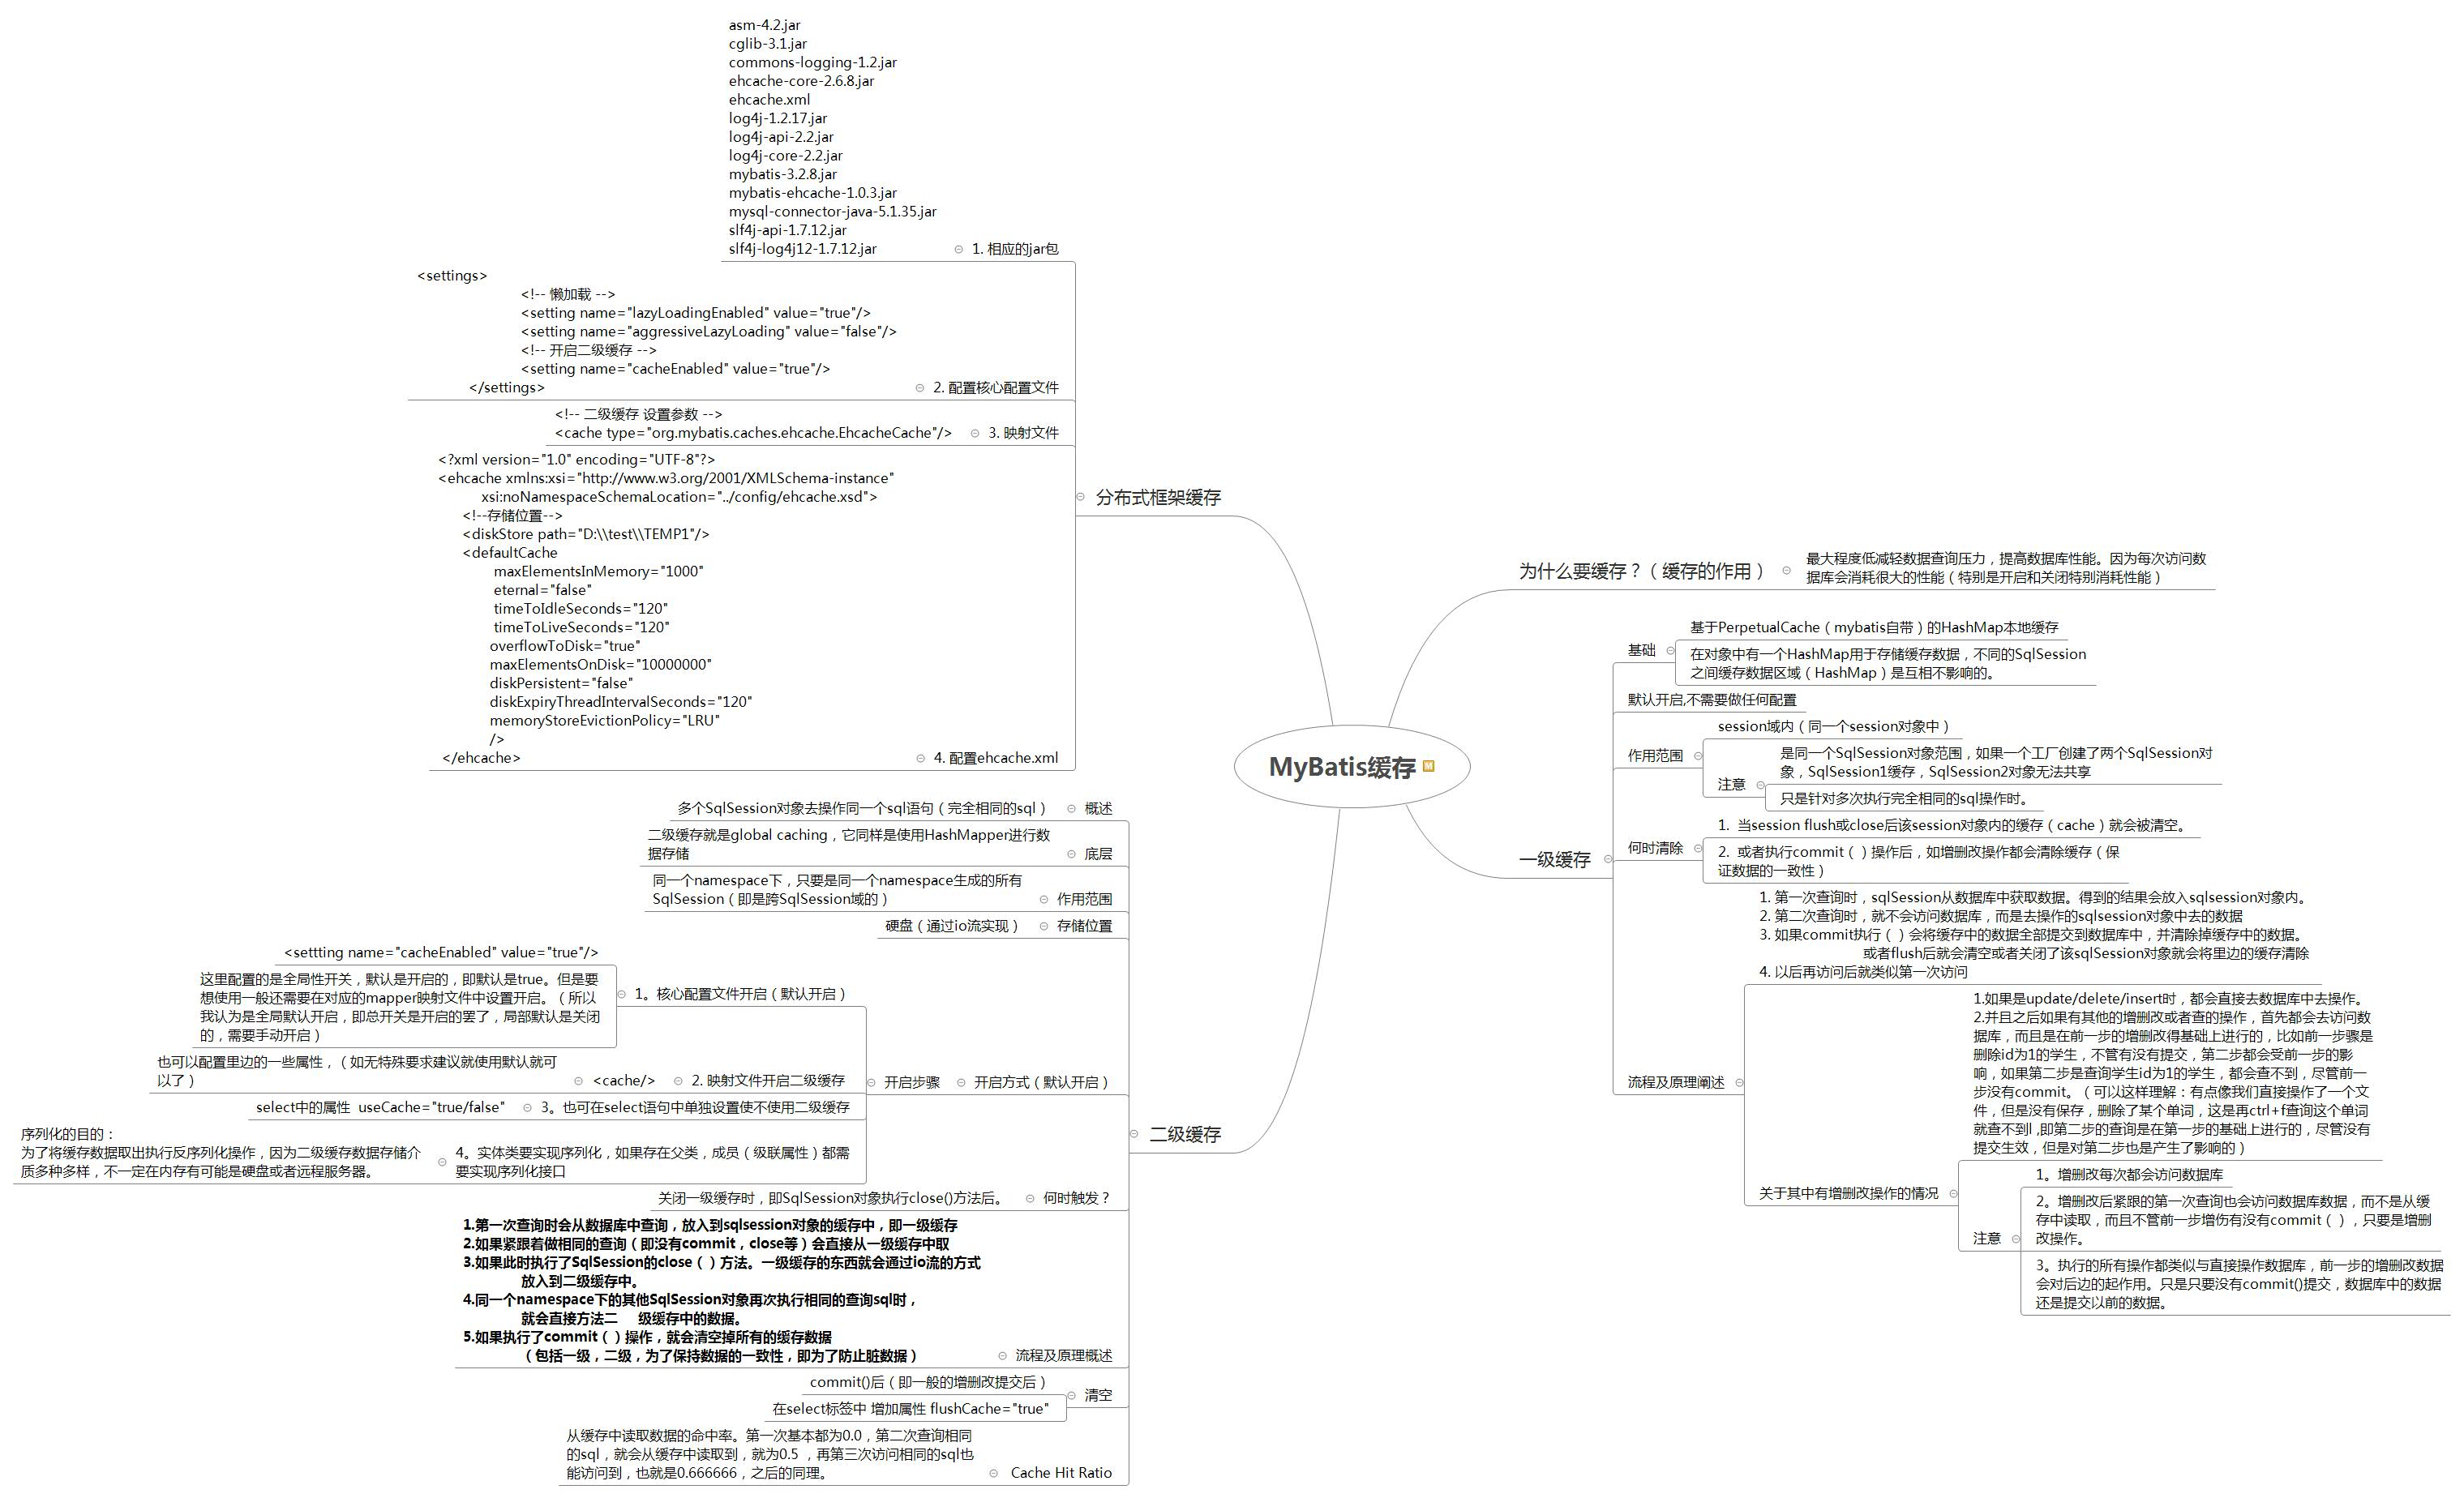 MyBatis缓存
为什么要缓存？（缓存的作用）
最大程度低减轻数据查询压力，提高数据库性能。因为每次访问数
据库会消耗很大的性能（特别是开启和关闭特别消耗性能）
一级缓存
基础
基于PerpetualCache（mybatis自带）的HashMap本地缓存
在对象中有一个HashMap用于存储缓存数据，不同的SqlSession
之间缓存数据区域（HashMap）是互相不影响的。
默认开启,不需要做任何配置
作用范围
session域内（同一个session对象中）
注意
是同一个SqlSession对象范围，如果一个工厂创建了两个SqlSession对
象，SqlSession1缓存，SqlSession2对象无法共享
只是针对多次执行完全相同的sql操作时。
何时清除
1. 当session flush或close后该session对象内的缓存（cache）就会被清空。
2. 或者执行commit（）操作后，如增删改操作都会清除缓存（保
证数据的一致性）
流程及原理阐述
1. 第一次查询时，sqlSession从数据库中获取数据。得到的结果会放入sqlsession对象内。
2. 第二次查询时，就不会访问数据库，而是去操作的sqlsession对象中去的数据
3. 如果commit执行（）会将缓存中的数据全部提交到数据库中，并清除掉缓存中的数据。
或者flush后就会清空或者关闭了该sqlSession对象就会将里边的缓存清除
4. 以后再访问后就类似第一次访问
关于其中有增删改操作的情况
1.如果是update/delete/insert时，都会直接去数据库中去操作。
2.并且之后如果有其他的增删改或者查的操作，首先都会去访问数
据库，而且是在前一步的增删改得基础上进行的，比如前一步骤是
删除id为1的学生，不管有没有提交，第二步都会受前一步的影
响，如果第二步是查询学生id为1的学生，都会查不到，尽管前一
步没有commit。（可以这样理解：有点像我们直接操作了一个文
件，但是没有保存，删除了某个单词，这是再ctrl+f查询这个单词
就查不到l ,即第二步的查询是在第一步的基础上进行的，尽管没有
提交生效，但是对第二步也是产生了影响的）
注意
1。增删改每次都会访问数据库
2。增删改后紧跟的第一次查询也会访问数据库数据，而不是从缓
存中读取，而且不管前一步增伤有没有commit（），只要是增删
改操作。
3。执行的所有操作都类似与直接操作数据库，前一步的增删改数据
会对后边的起作用。只是只要没有commit()提交，数据库中的数据
还是提交以前的数据。
分布式框架缓存
1. 相应的jar包
asm-4.2.jar
cglib-3.1.jar
commons-logging-1.2.jar
ehcache-core-2.6.8.jar
ehcache.xml
log4j-1.2.17.jar
log4j-api-2.2.jar
log4j-core-2.2.jar
mybatis-3.2.8.jar
mybatis-ehcache-1.0.3.jar
mysql-connector-java-5.1.35.jar
slf4j-api-1.7.12.jar
slf4j-log4j12-1.7.12.jar
2. 配置核心配置文件
<settings>
<!-- 懒加载 -->
<setting name="lazyLoadingEnabled" value="true"/>
<setting name="aggressiveLazyLoading" value="false"/>
<!-- 开启二级缓存 -->
<setting name="cacheEnabled" value="true"/>
</settings>
3. 映射文件
<!-- 二级缓存 设置参数 -->
<cache type="org.mybatis.caches.ehcache.EhcacheCache"/>
4. 配置ehcache.xml
<?xml version="1.0" encoding="UTF-8"?>
<ehcache xmlns:xsi="http://www.w3.org/2001/XMLSchema-instance"
xsi:noNamespaceSchemaLocation="../config/ehcache.xsd">
<!--存储位置-->
<diskStore path="D:\\test\\TEMP1"/>
<defaultCache
maxElementsInMemory="1000"
eternal="false"
timeToIdleSeconds="120"
timeToLiveSeconds="120"
overflowToDisk="true"
maxElementsOnDisk="10000000"
diskPersistent="false"
diskExpiryThreadIntervalSeconds="120"
memoryStoreEvictionPolicy="LRU"
/>
</ehcache>
二级缓存
概述
多个SqlSession对象去操作同一个sql语句（完全相同的sql）
底层
二级缓存就是global caching，它同样是使用HashMapper进行数
据存储
作用范围
同一个namespace下，只要是同一个namespace生成的所有
SqlSession（即是跨SqlSession域的）
存储位置
硬盘（通过io流实现）
开启方式（默认开启）
开启步骤
1。核心配置文件开启（默认开启）
<settting name="cacheEnabled" value="true"/>
这里配置的是全局性开关，默认是开启的，即默认是true。但是要
想使用一般还需要在对应的mapper映射文件中设置开启。（所以
我认为是全局默认开启，即总开关是开启的罢了，局部默认是关闭
的，需要手动开启）
2. 映射文件开启二级缓存
<cache/>
也可以配置里边的一些属性，（如无特殊要求建议就使用默认就可
以了）
3。也可在select语句中单独设置使不使用二级缓存
select中的属性 useCache="true/false"
4。实体类要实现序列化，如果存在父类，成员（级联属性）都需
要实现序列化接口
序列化的目的：
为了将缓存数据取出执行反序列化操作，因为二级缓存数据存储介
质多种多样，不一定在内存有可能是硬盘或者远程服务器。
何时触发？
关闭一级缓存时，即SqlSession对象执行close()方法后。
流程及原理概述
1.第一次查询时会从数据库中查询，放入到sqlsession对象的缓存中，即一级缓存
2.如果紧跟着做相同的查询（即没有commit，close等）会直接从一级缓存中取
3.如果此时执行了SqlSession的close（）方法。一级缓存的东西就会通过io流的方式
放入到二级缓存中。
4.同一个namespace下的其他SqlSession对象再次执行相同的查询sql时，
就会直接方法二 级缓存中的数据。
5.如果执行了commit（）操作，就会清空掉所有的缓存数据
（包括一级，二级，为了保持数据的一致性，即为了防止脏数据）
清空
commit()后（即一般的增删改提交后）
在select标签中 增加属性 flushCache="true"
Cache Hit Ratio
从缓存中读取数据的命中率。第一次基本都为0.0，第二次查询相同
的sql，就会从缓存中读取到，就为0.5 ，再第三次访问相同的sql也
能访问到，也就是0.666666，之后的同理。